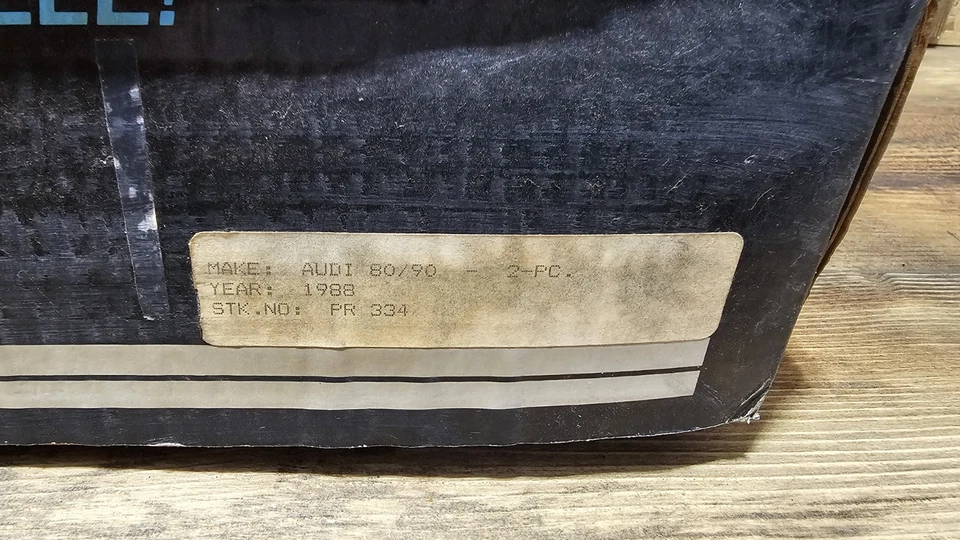 MAKE: AUDI 80/90 - 2-PC.
YEAR: 1988
STK.NO: PR 334